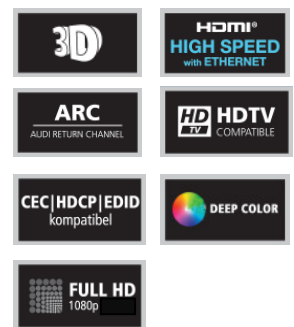 3D
HDMI®
HIGH SPEED
with ETHERNET
ARC
AUDI RETURN CHANNEL
HD
TV
HDTV
COMPATIBLE
CEC|HDCP|EDID
kompatibel
DEEP COLOR
FULL HD
1080p